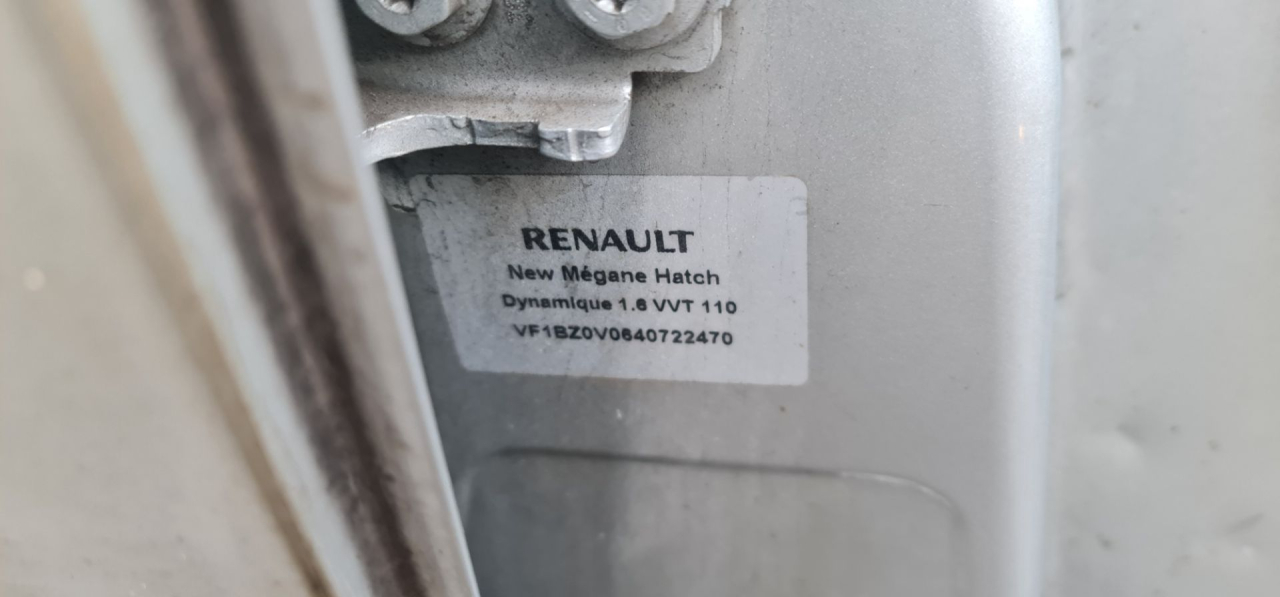 RENAULT
New Mégane Hatch
Dynamique 1.6 VVT 110
VF1BZ0V0640722470